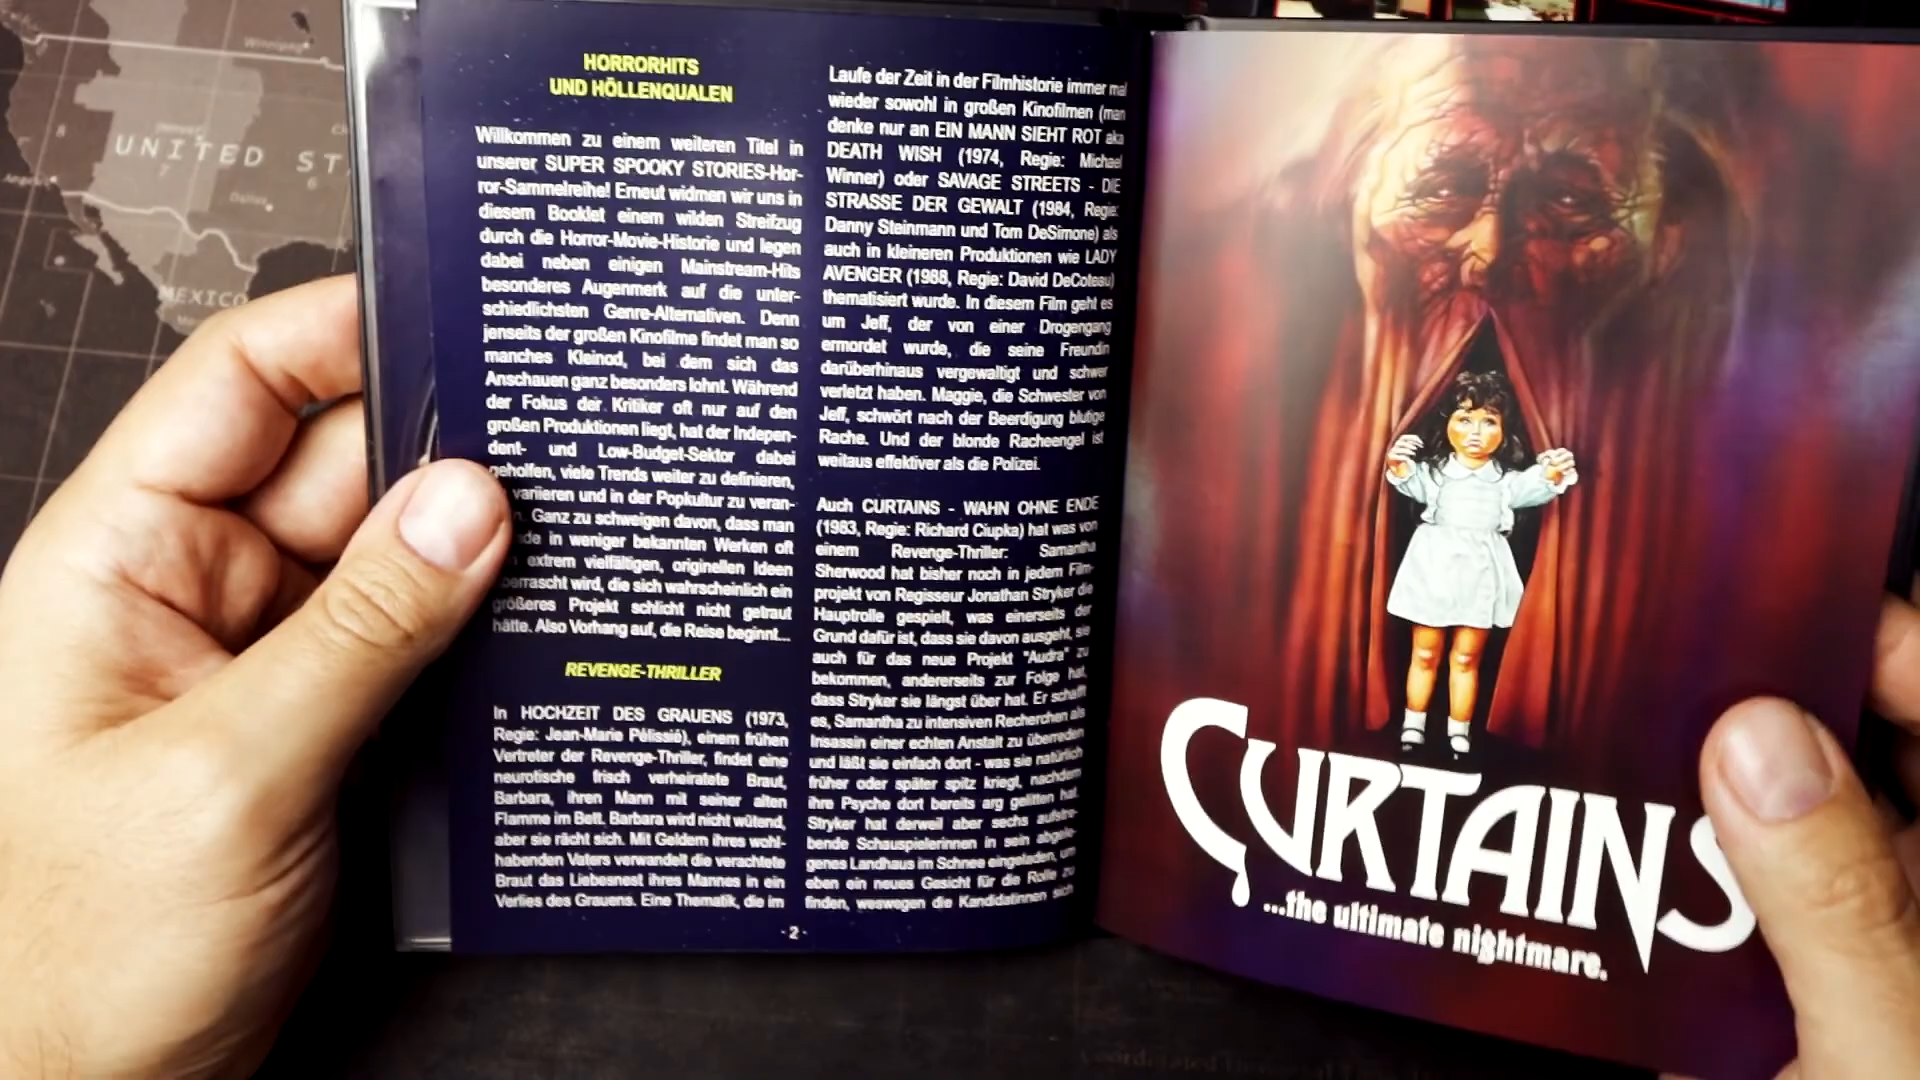 HORRORHITS
UND HÖLLENQUALEN
Willkommen zu einem weiteren Titel in
unserer SUPER SPOOKY STORIES-Hor-
ror-Sammelreihe! Erneut widmen wir uns in
diesem Booklet einem wilden Streifzug
durch die Horror-Movie-Historie und legen
dabei neben einigen Mainstream-Hits
besonderes Augenmerk auf die unter-
schiedlichsten Genre-Alternativen. Denn
jenseits der großen Kinofilme findet man so
manches Kleinod, bei dem sich das
Anschauen ganz besonders lohnt. Während
der Fokus der Kritiker oft nur auf den
großen Produktionen liegt, hat der Indepen-
dent- und Low-Budget-Sektor dabei
geholfen, viele Trends weiter zu definieren,
variieren und in der Popkultur zu veran-
Ganz zu schweigen davon, dass man
in weniger bekannten Werken oft
extrem vielfältigen, originellen Ideen
wird, die sich wahrscheinlich ein
größeres Projekt schlicht nicht getraut
hätte. Also Vorhang auf, die Reise beginnt...
REVENGE-THRILLER
In HOCHZEIT DES GRAUENS (1973,
Regie: Jean-Marie Pélissié), einem frühen
Vertreter der Revenge-Thriller, findet eine
neurotische frisch verheiratete Braut,
Barbara, ihren Mann mit seiner alten
Flamme im Bett. Barbara wird nicht wütend,
aber sie rächt sich. Mit Geldern ihres wohl-
habenden Vaters verwandelt die verachtete
Braut das Liebesnest ihres Mannes in ein
Verlies des Grauens. Eine Thematik, die im
- 2 -
Laufe der Zeit in der Filmhistorie immer mal
wieder sowohl in großen Kinofilmen (man
denke nur an EIN MANN SIEHT ROT aka
DEATH WISH (1974, Regie: Michael
Winner) oder SAVAGE STREETS - DIE
STRASSE DER GEWALT (1984, Regie:
Danny Steinmann und Tom DeSimone) als
auch in kleineren Produktionen wie LADY
AVENGER (1988, Regie: David DeCoteau)
thematisiert wurde. In diesem Film geht es
um Jeff, der von einer Drogengang
ermordet wurde, die seine Freundin
darüberhinaus vergewaltigt und schwer
verletzt haben. Maggie, die Schwester von
Jeff, schwört nach der Beerdigung blutige
Rache. Und der blonde Racheengel ist
weitaus effektiver als die Polizei.
Auch CURTAINS - WAHN OHNE ENDE
(1983, Regie: Richard Ciupka) hat was von
einem Revenge-Thriller: Samantha
Sherwood hat bisher noch in jedem Film-
projekt von Regisseur Jonathan Stryker die
Hauptrolle gespielt, was einerseits der
Grund dafür ist, dass sie davon ausgeht, sie
auch für das neue Projekt "Audra" zu
bekommen, andererseits zur Folge hat,
dass Stryker sie längst über hat. Er schafft
es, Samantha zu intensiven Recherchen als
Insassin einer echten Anstalt zu überreden
und läßt sie einfach dort - was sie natürlich
früher oder später spitz kriegt, nachdem
ihre Psyche dort bereits arg gelitten hat.
Stryker hat derweil aber sechs aufstre-
bende Schauspielerinnen in sein abgele-
genes Landhaus im Schnee eingeladen, um
eben ein neues Gesicht für die Rolle zu
finden, weswegen die Kandidatinnen sich
CURTAINS
...the ultimate nightmare.
Winnipeg
UNITED ST
Dallas
MEXICO